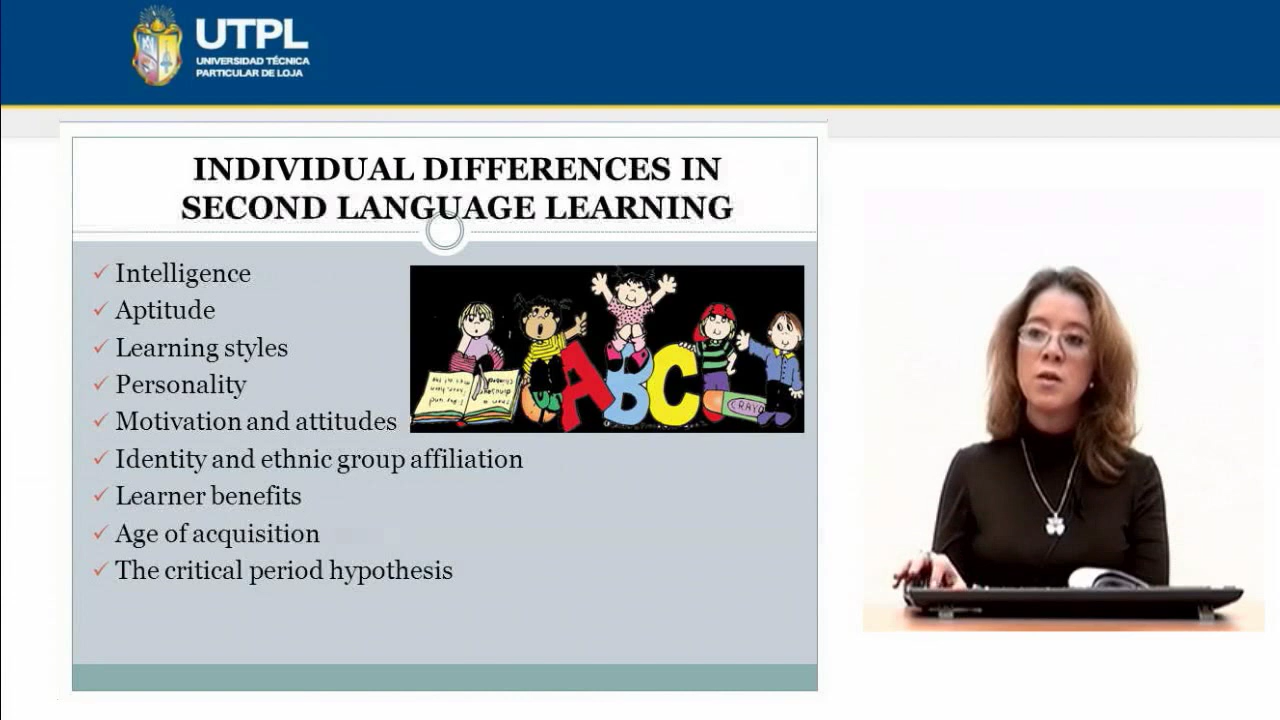 UTPL
UNIVERSIDAD TÉCNICA
PARTICULAR DE LOJA
INDIVIDUAL DIFFERENCES IN
SECOND LANGUAGE LEARNING
✓ Intelligence
✓ Aptitude
✓ Learning styles
✓ Personality
✓ Motivation and attitudes
✓ Identity and ethnic group affiliation
✓ Learner benefits
✓ Age of acquisition
✓ The critical period hypothesis
ABC